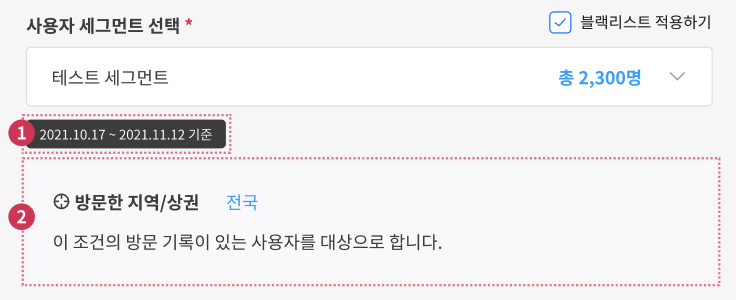 사용자 세그먼트 선택 * 블랙리스트 적용하기
테스트 세그먼트 총 2,300명
1 2021.10.17 ~ 2021.11.12 기준
방문한 지역/상권 전국
2
이 조건의 방문 기록이 있는 사용자를 대상으로 합니다.